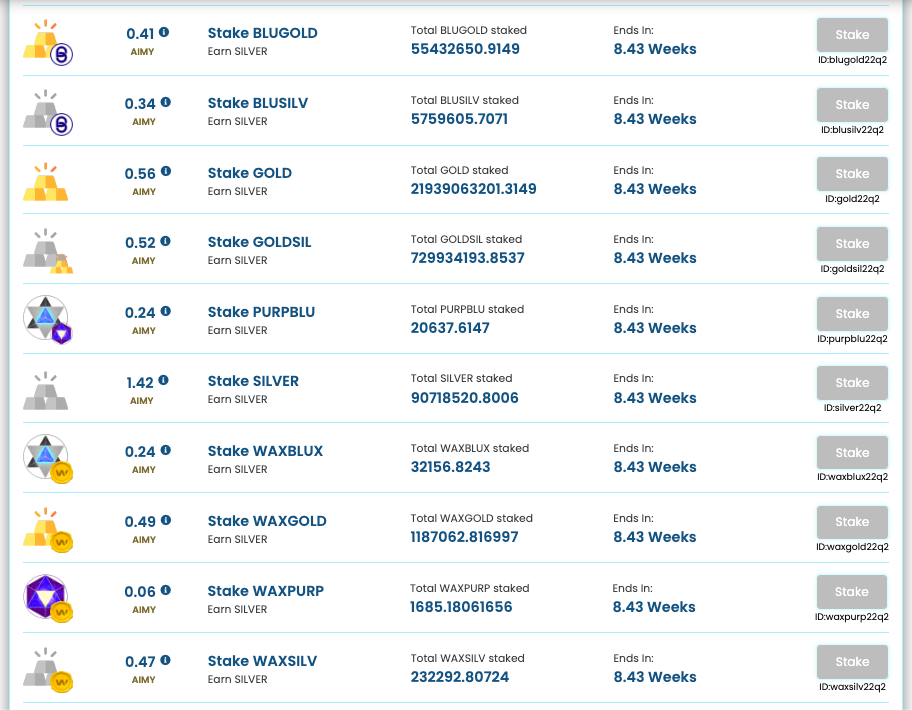 0.41
AIMY
Stake BLUGOLD
Earn SILVER
Total BLUGOLD staked
55432650.9149
Ends In:
8.43 Weeks
Stake
ID:blugold22q2
0.34
AIMY
Stake BLUSILV
Earn SILVER
Total BLUSILV staked
5759605.7071
Ends In:
8.43 Weeks
Stake
ID:blusilv22q2
0.56
AIMY
Stake GOLD
Earn SILVER
Total GOLD staked
21939063201.3149
Ends In:
8.43 Weeks
Stake
ID:gold22q2
0.52
AIMY
Stake GOLDSIL
Earn SILVER
Total GOLDSIL staked
729934193.8537
Ends In:
8.43 Weeks
Stake
ID:goldsil22q2
0.24
AIMY
Stake PURPBLU
Earn SILVER
Total PURPBLU staked
20637.6147
Ends In:
8.43 Weeks
Stake
ID:purpblu22q2
1.42
AIMY
Stake SILVER
Earn SILVER
Total SILVER staked
90718520.8006
Ends In:
8.43 Weeks
Stake
ID:silver22q2
0.24
AIMY
Stake WAXBLUX
Earn SILVER
Total WAXBLUX staked
32156.8243
Ends In:
8.43 Weeks
Stake
ID:waxblux22q2
0.49
AIMY
Stake WAXGOLD
Earn SILVER
Total WAXGOLD staked
1187062.816997
Ends In:
8.43 Weeks
Stake
ID:waxgold22q2
0.06
AIMY
Stake WAXPURP
Earn SILVER
Total WAXPURP staked
1685.18061656
Ends In:
8.43 Weeks
Stake
ID:waxpurp22q2
0.47
AIMY
Stake WAXSILV
Earn SILVER
Total WAXSILV staked
232292.80724
Ends In:
8.43 Weeks
Stake
ID:waxsilv22q2